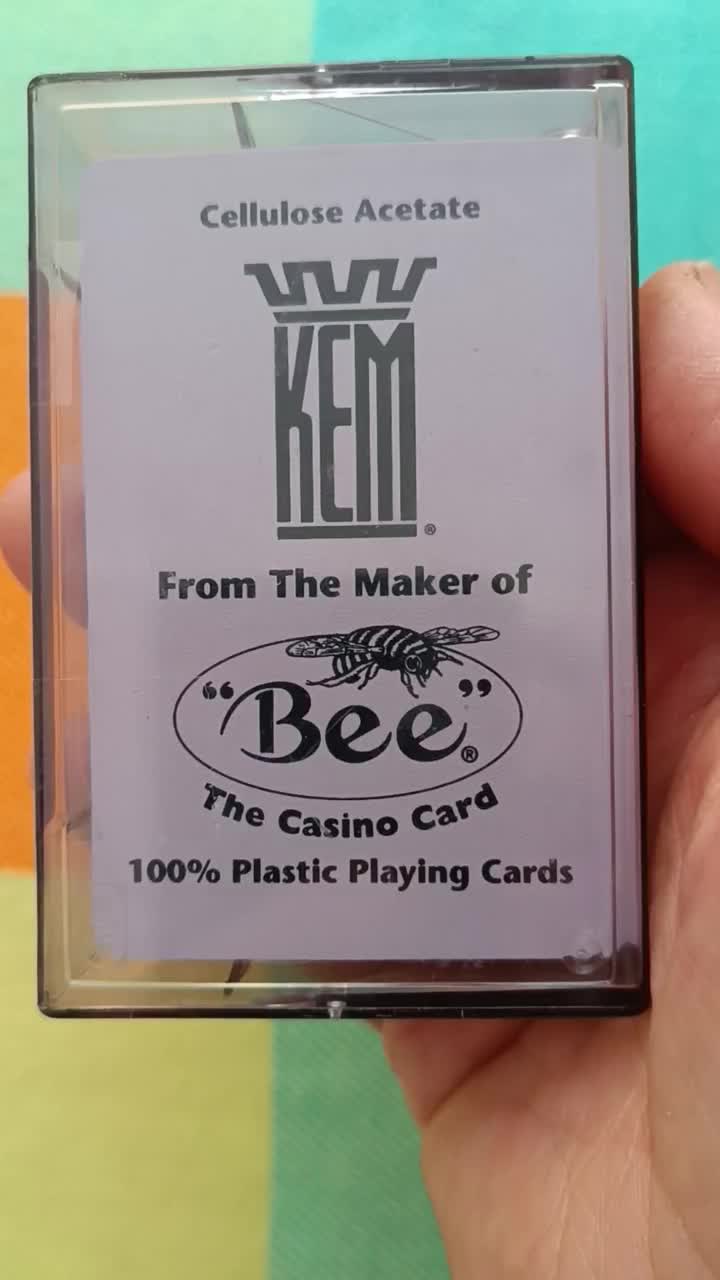 Cellulose Acetate
KEM®
From The Maker of
"Bee"®
The Casino Card
100% Plastic Playing Cards